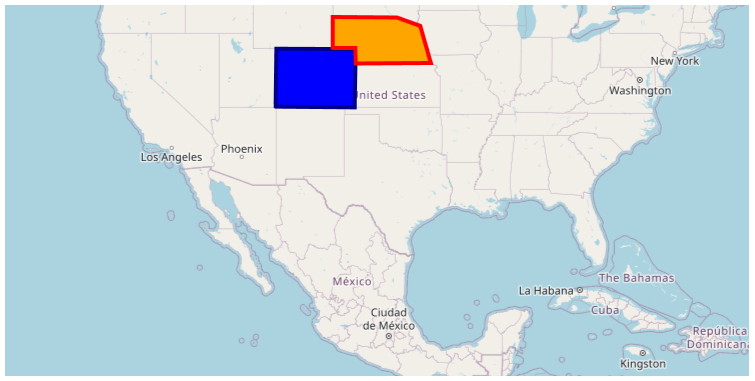 New York
Washington
United States
Phoenix
Los Angeles
México
The Bahamas
La Habana
Cuba
Ciudad
de México
República
Dominicana
Kingston